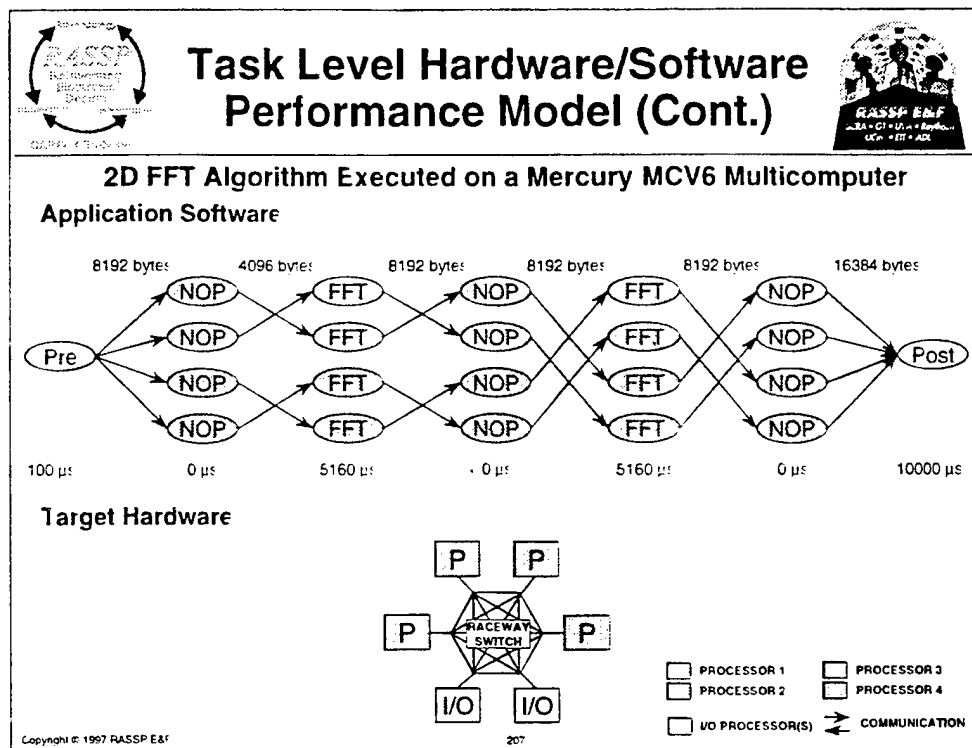 RASSP
Reinventing
Electronic
Design
Task Level Hardware/Software
Performance Model (Cont.)
RASSP E&F
2D FFT Algorithm Executed on a Mercury MCV6 Multicomputer
Application Software
8192 bytes 4096 bytes 8192 bytes 8192 bytes 8192 bytes 16384 bytes
NOP FFT NOP FFT NOP
NOP FFT NOP FFT NOP
Pre Post
NOP FFT NOP FFT NOP
NOP FFT NOP FFT NOP
100 µs 0 µs 5160 µs 0 µs 5160 µs 0 µs 10000 µs
Target Hardware
P P
P RACEWAY P
SWITCH
I/O I/O
PROCESSOR 1 PROCESSOR 3
PROCESSOR 2 PROCESSOR 4
I/O PROCESSOR(S) COMMUNICATION
Copyright © 1997 RASSP E&F
207